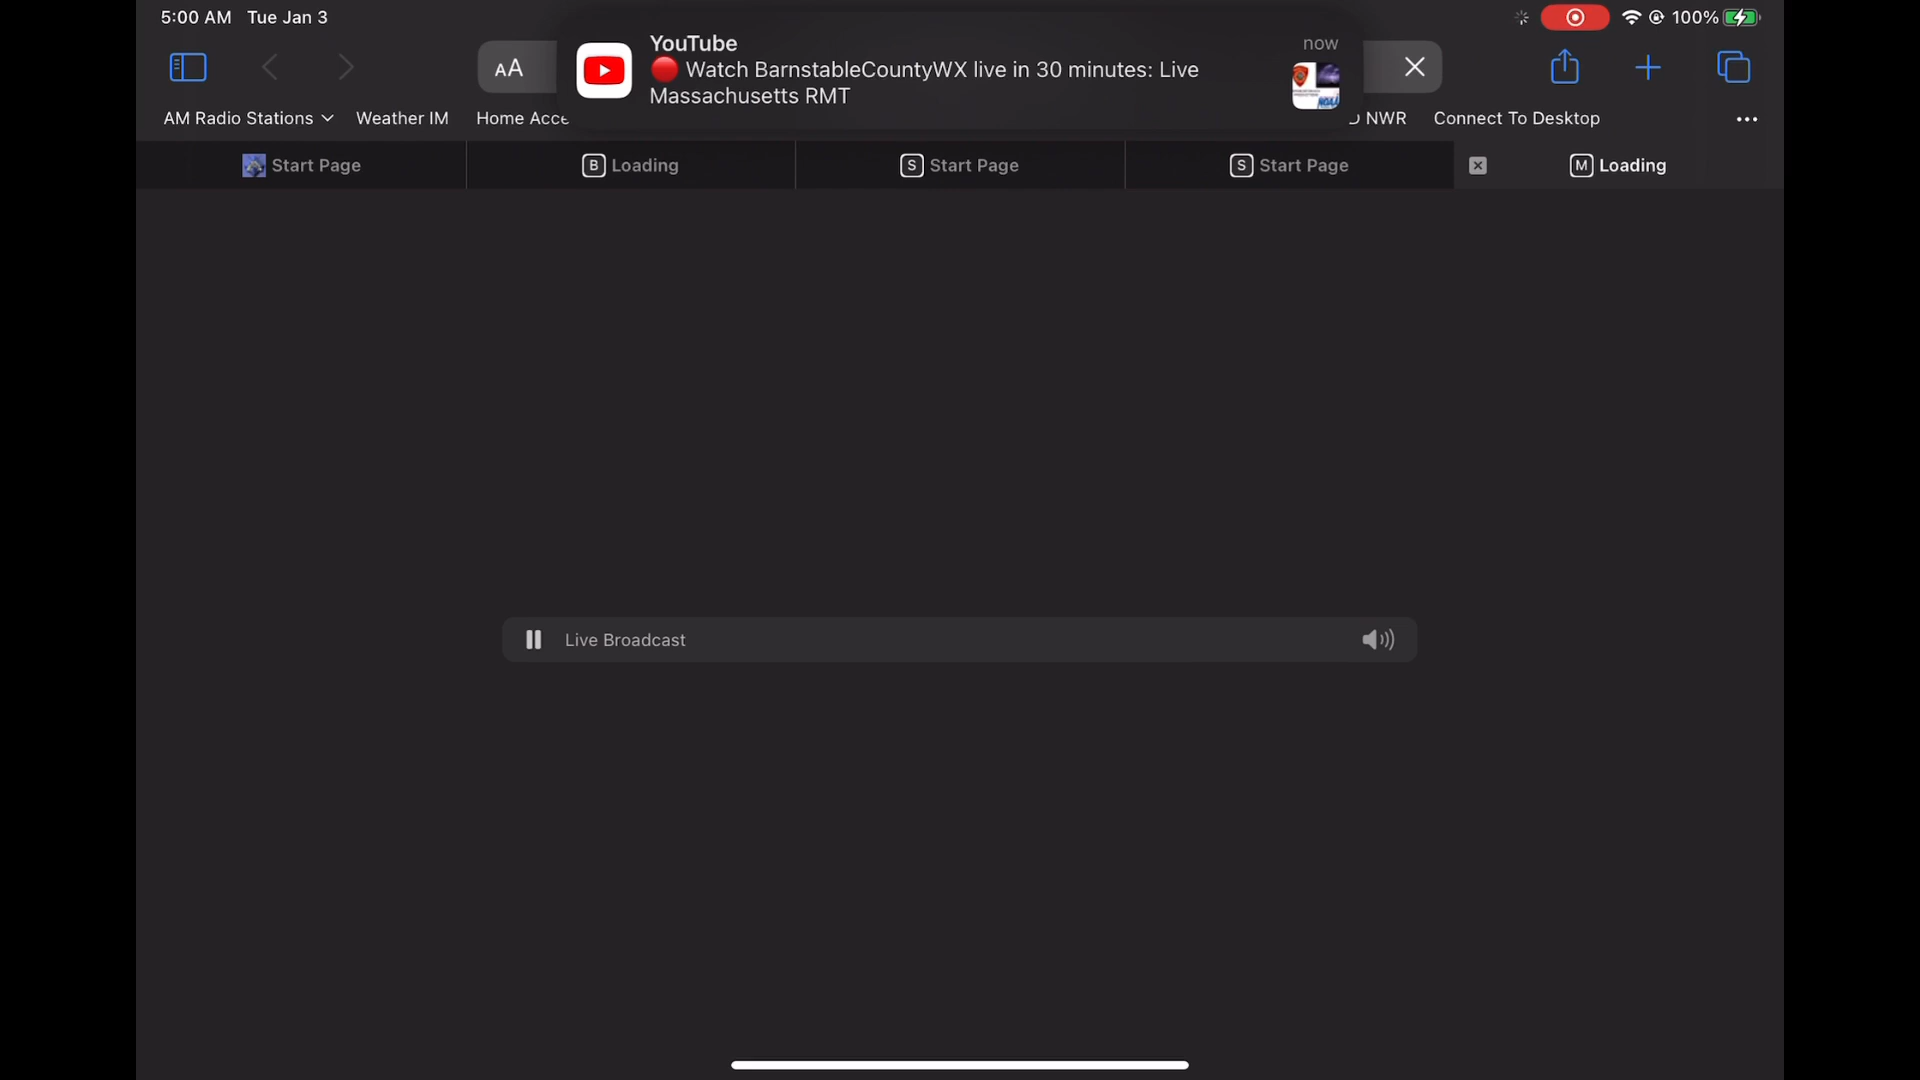 5:00 AM Tue Jan 3
100%
YouTube
now
🔴 Watch BarnstableCountyWX live in 30 minutes: Live
Massachusetts RMT
AA
AM Radio Stations
Weather IM
Home Acce
NWR
Connect To Desktop
Start Page
B Loading
S Start Page
S Start Page
M Loading
Live Broadcast